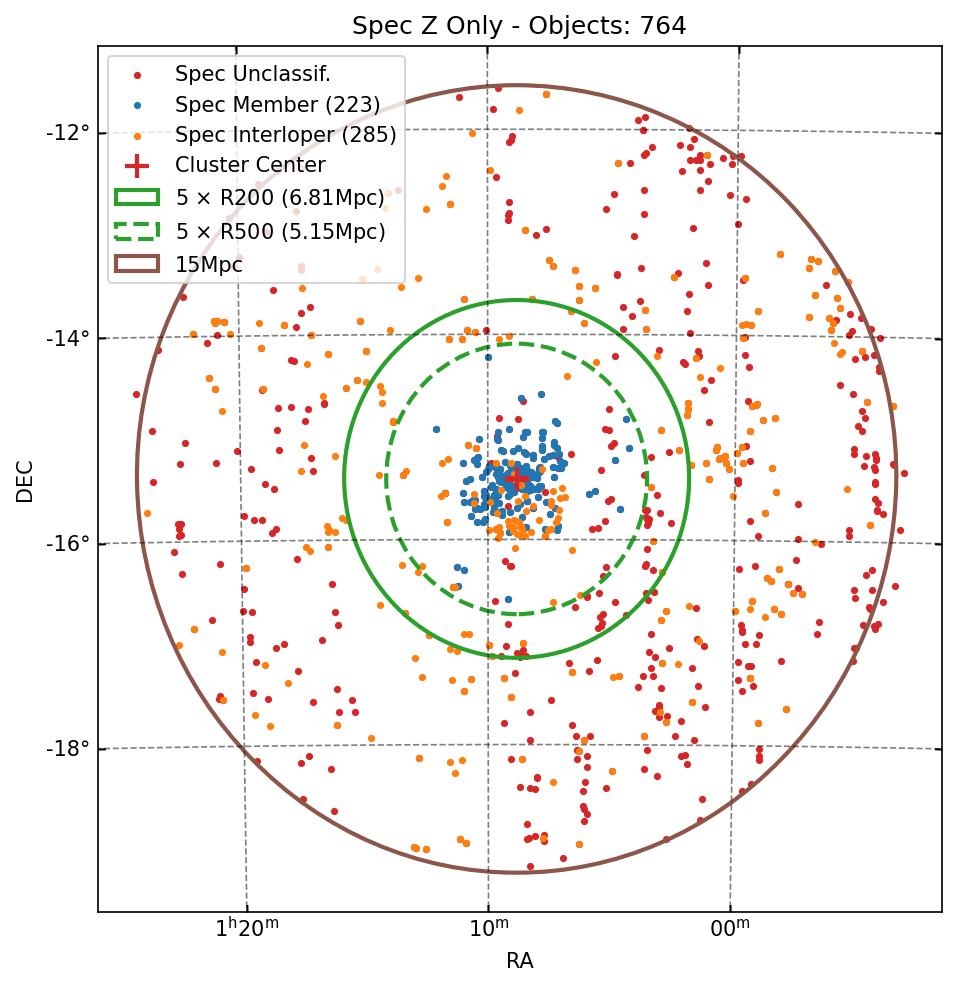 Spec Z Only - Objects: 764
Spec Unclassif.
Spec Member (223)
Spec Interloper (285)
Cluster Center
5 × R200 (6.81Mpc)
5 × R500 (5.15Mpc)
15Mpc
-12°
-14°
-16°
-18°
DEC
1ʰ20ᵐ
10ᵐ
00ᵐ
RA